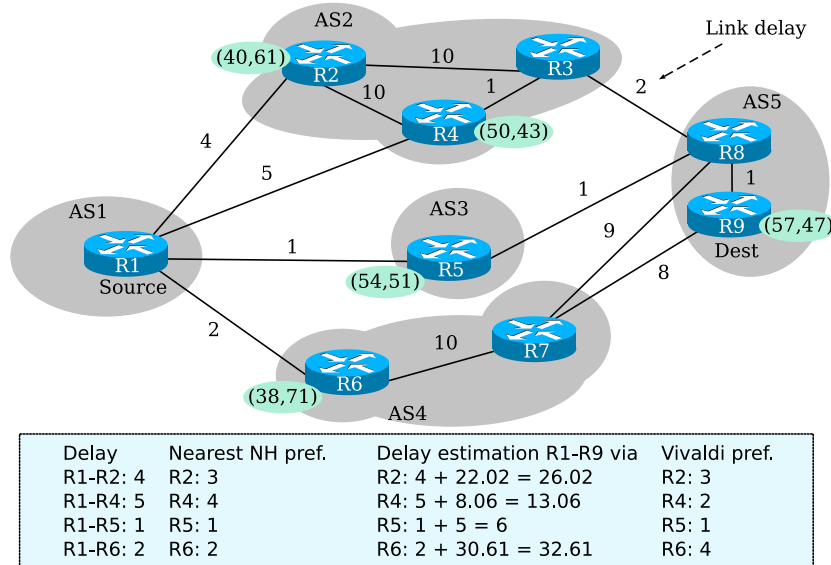 AS2
(40,61)
R2
10
R3
Link delay
10
1
2
AS5
R4
(50,43)
R8
4
5
1
1
R9
(57,47)
AS1
AS3
9
Dest
R1
1
R5
8
Source
(54,51)
2
10
R7
R6
(38,71)
AS4
Delay Nearest NH pref. Delay estimation R1-R9 via Vivaldi pref.
R1-R2: 4 R2: 3 R2: 4 + 22.02 = 26.02 R2: 3
R1-R4: 5 R4: 4 R4: 5 + 8.06 = 13.06 R4: 2
R1-R5: 1 R5: 1 R5: 1 + 5 = 6 R5: 1
R1-R6: 2 R6: 2 R6: 2 + 30.61 = 32.61 R6: 4